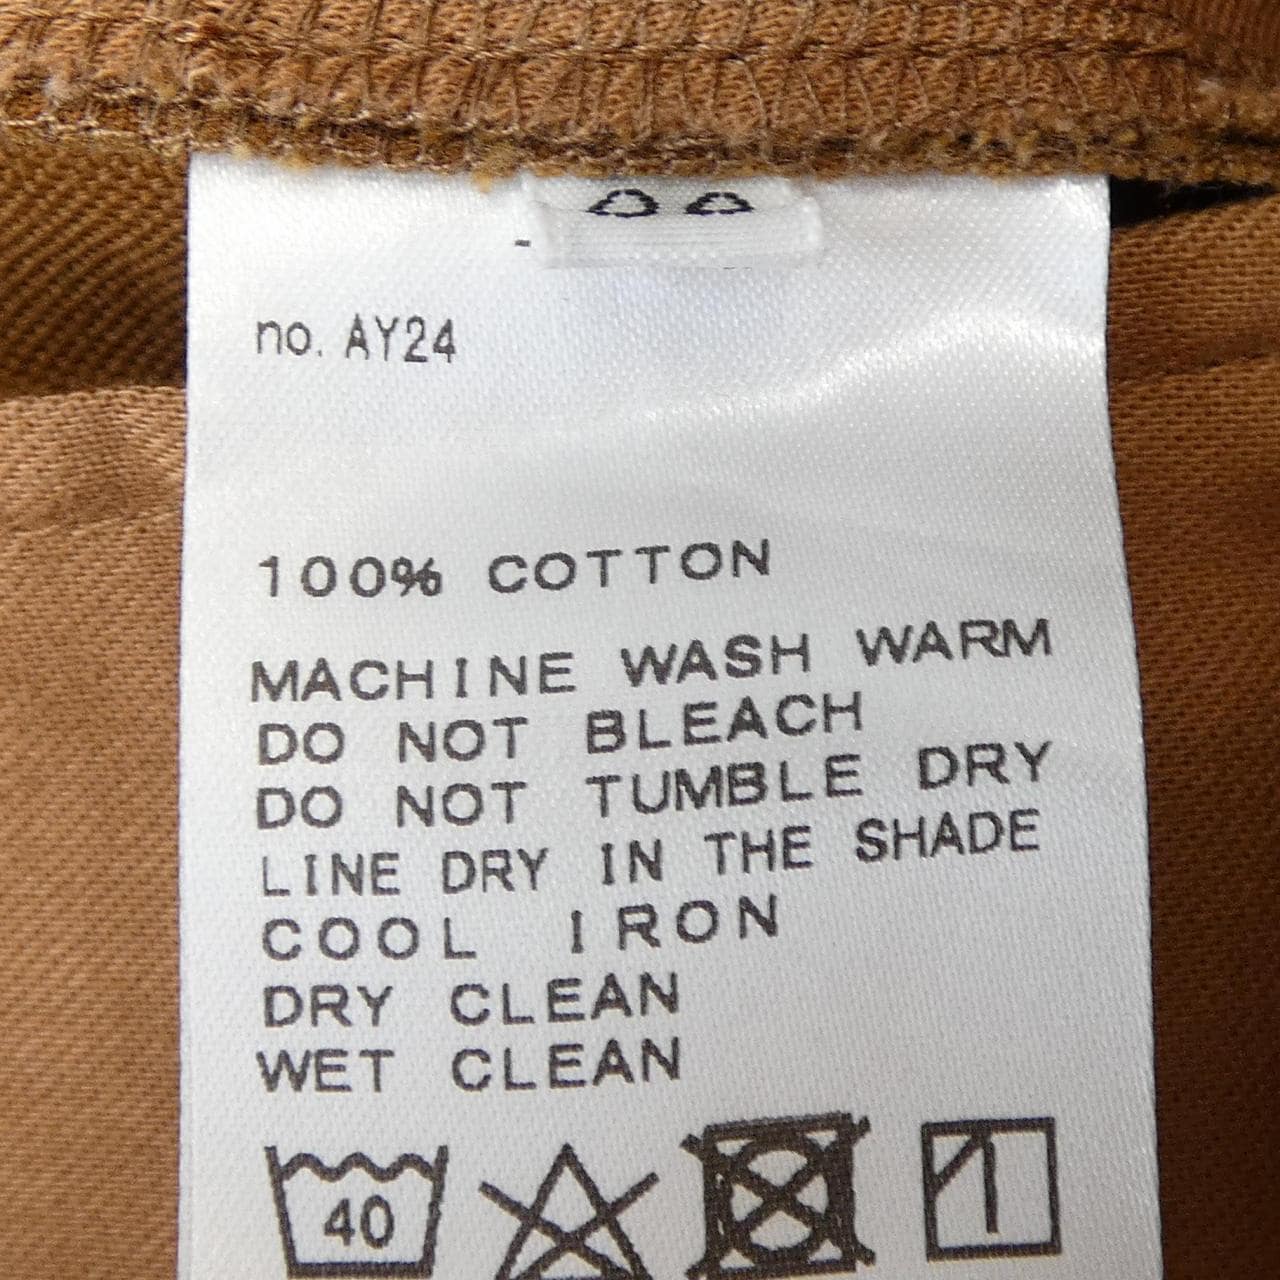 no. AY24
100% COTTON
MACHINE WASH WARM
DO NOT BLEACH
DO NOT TUMBLE DRY
LINE DRY IN THE SHADE
COOL IRON
DRY CLEAN
WET CLEAN
40